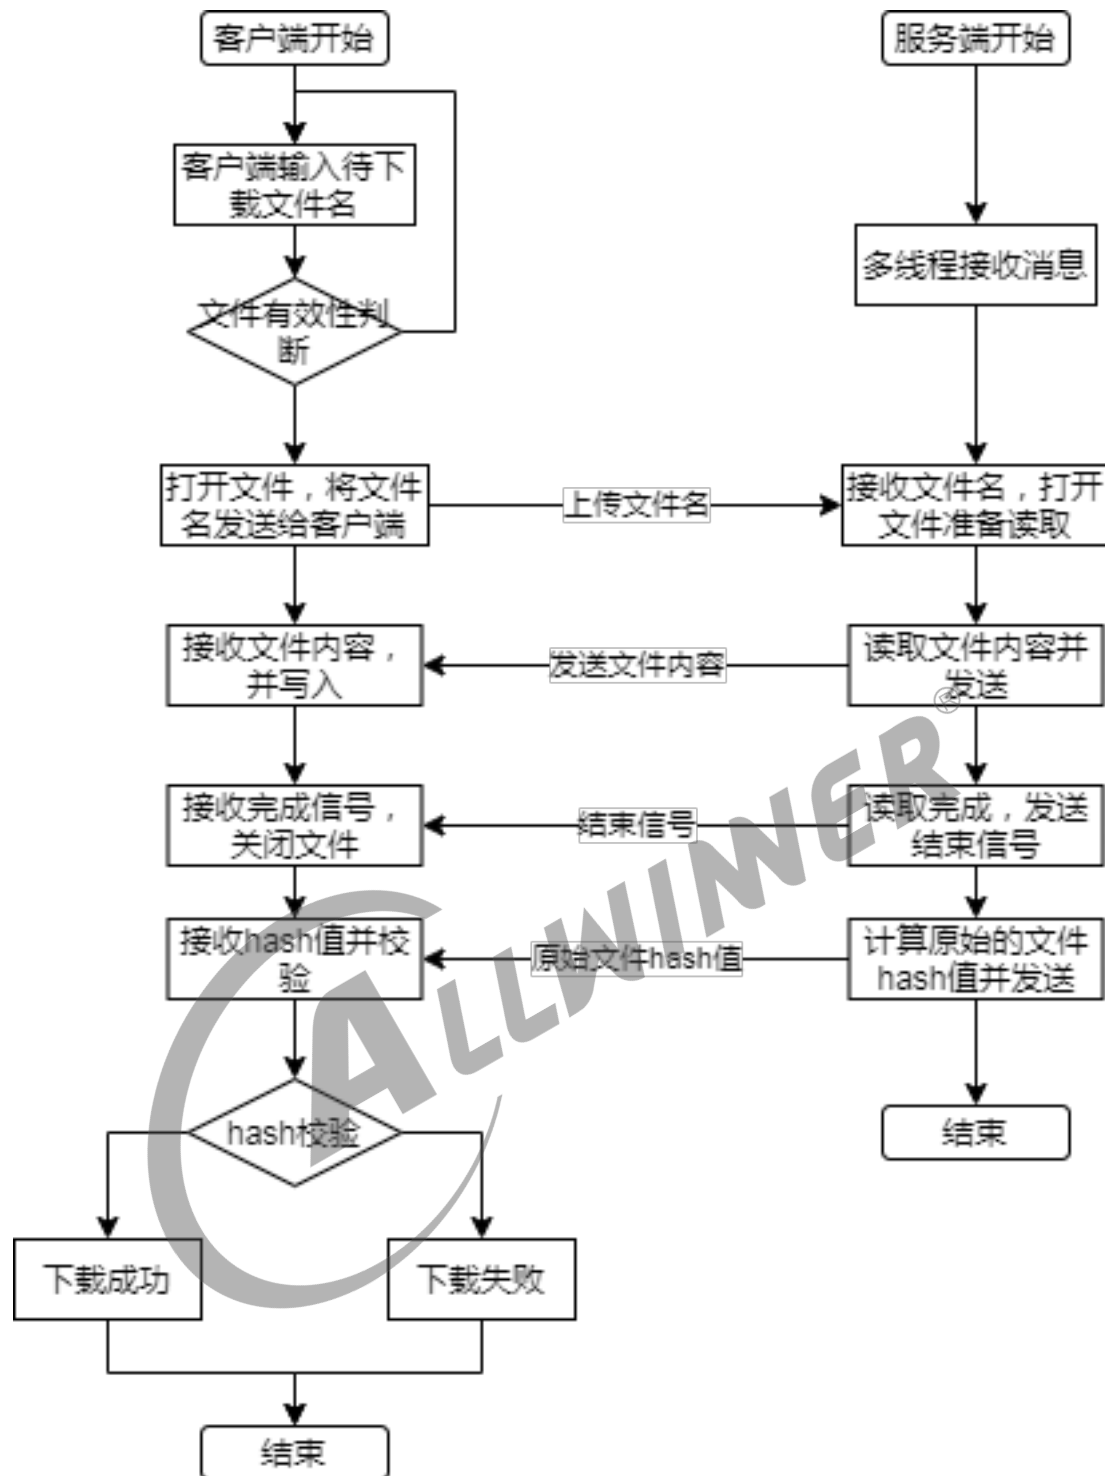 客户端开始
服务端开始
客户端输入待下
载文件名
多线程接收消息
文件有效性判
断
打开文件，将文件
名发送给客户端
上传文件名
接收文件名，打开
文件准备读取
接收文件内容，
并写入
发送文件内容
读取文件内容并
发送
接收完成信号，
关闭文件
结束信号
读取完成，发送
结束信号
接收hash值并校
验
原始文件hash值
计算原始的文件
hash值并发送
hash校验
结束
下载成功
下载失败
结束
ALLWINNER®